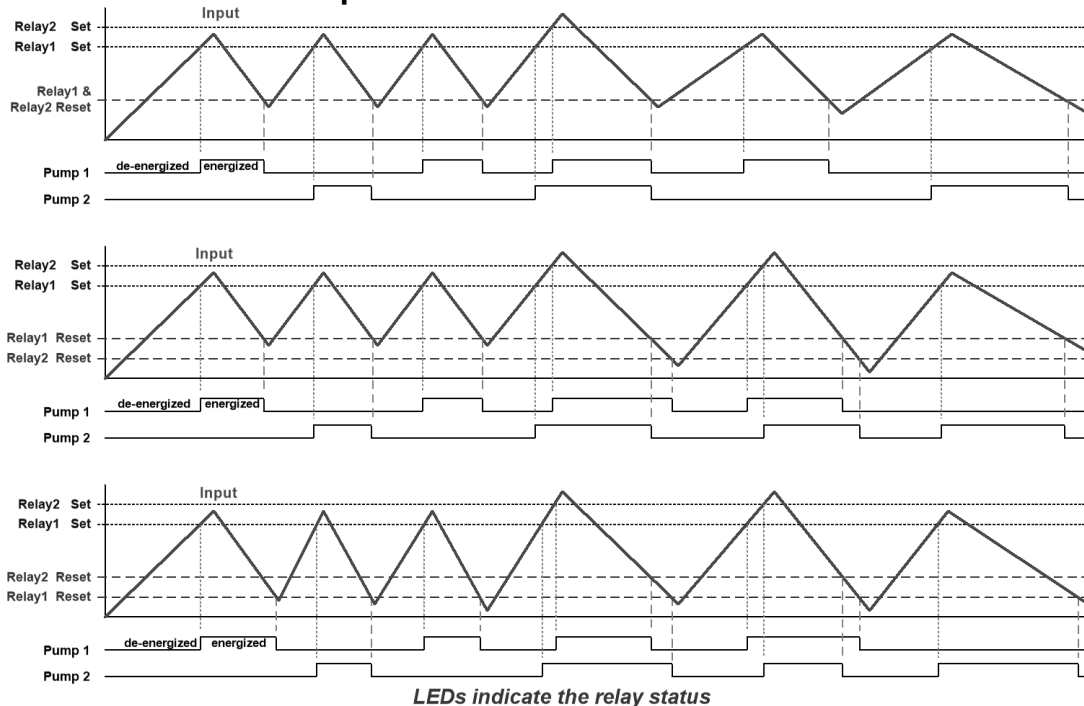 Input
Relay2 Set
Relay1 Set
Relay1 &
Relay2 Reset
de-energized energized
Pump 1
Pump 2
Input
Relay2 Set
Relay1 Set
Relay1 Reset
Relay2 Reset
de-energized energized
Pump 1
Pump 2
Input
Relay2 Set
Relay1 Set
Relay2 Reset
Relay1 Reset
de-energized energized
Pump 1
Pump 2
LEDs indicate the relay status